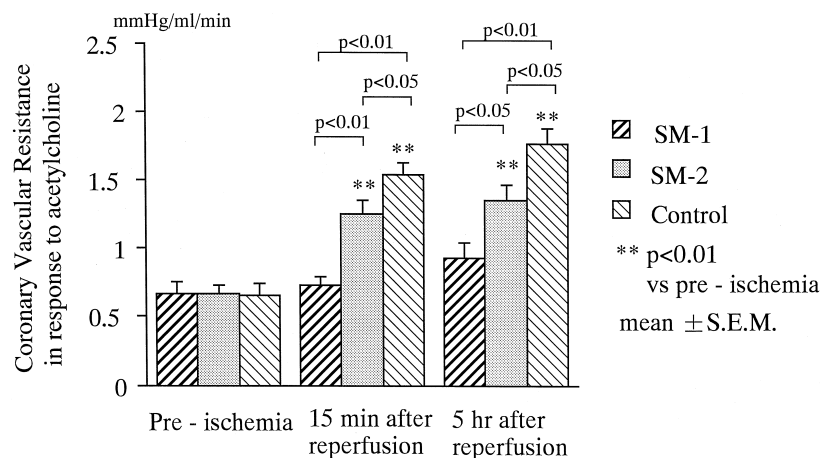 mmHg/ml/min
Coronary Vascular Resistance
in response to acetylcholine
2.5
2
1.5
1
0.5
0
p<0.01
p<0.05
p<0.01
**
**
p<0.01
p<0.05
p<0.05
**
**
Pre - ischemia
15 min after
reperfusion
5 hr after
reperfusion
SM-1
SM-2
Control
** p<0.01
vs pre - ischemia
mean ±S.E.M.